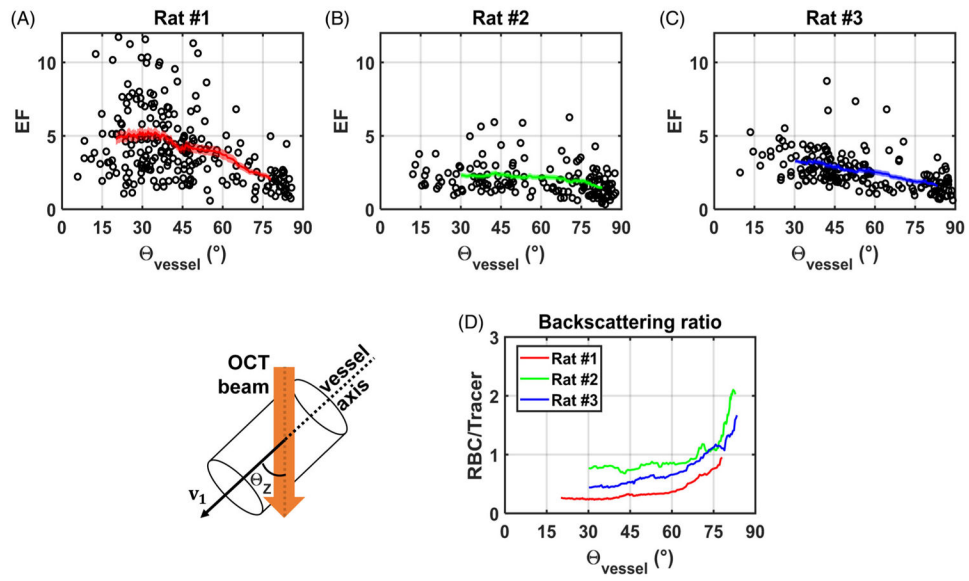 (A)
Rat #1
EF
10
5
0
0 15 30 45 60 75 90
Θvessel (°)
(B)
Rat #2
EF
10
5
0
0 15 30 45 60 75 90
Θvessel (°)
(C)
Rat #3
EF
10
5
0
0 15 30 45 60 75 90
Θvessel (°)
OCT
beam
vessel
axis
Θz
v1
(D)
Backscattering ratio
RBC/Tracer
3
2
1
0
Rat #1
Rat #2
Rat #3
0 15 30 45 60 75 90
Θvessel (°)